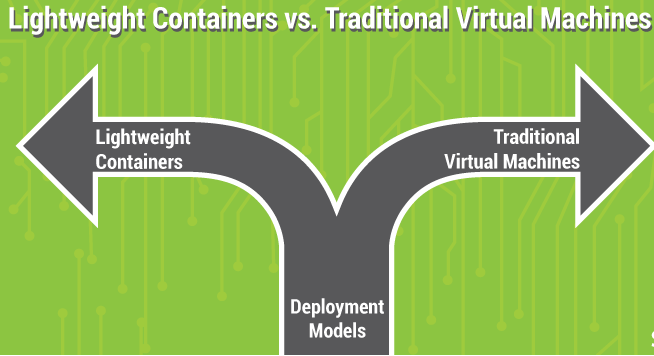 Lightweight Containers vs. Traditional Virtual Machines
Lightweight
Containers
Traditional
Virtual Machines
Deployment
Models